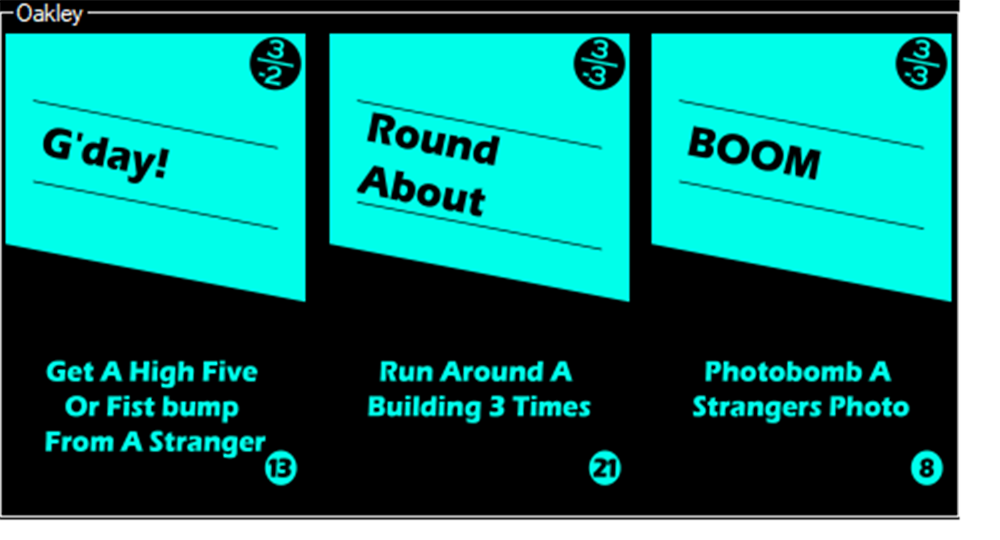 Oakley
3
-2
G'day!
Get A High Five
Or Fist bump
From A Stranger
13
3
-3
Round
About
Run Around A
Building 3 Times
21
3
-3
BOOM
Photobomb A
Strangers Photo
8